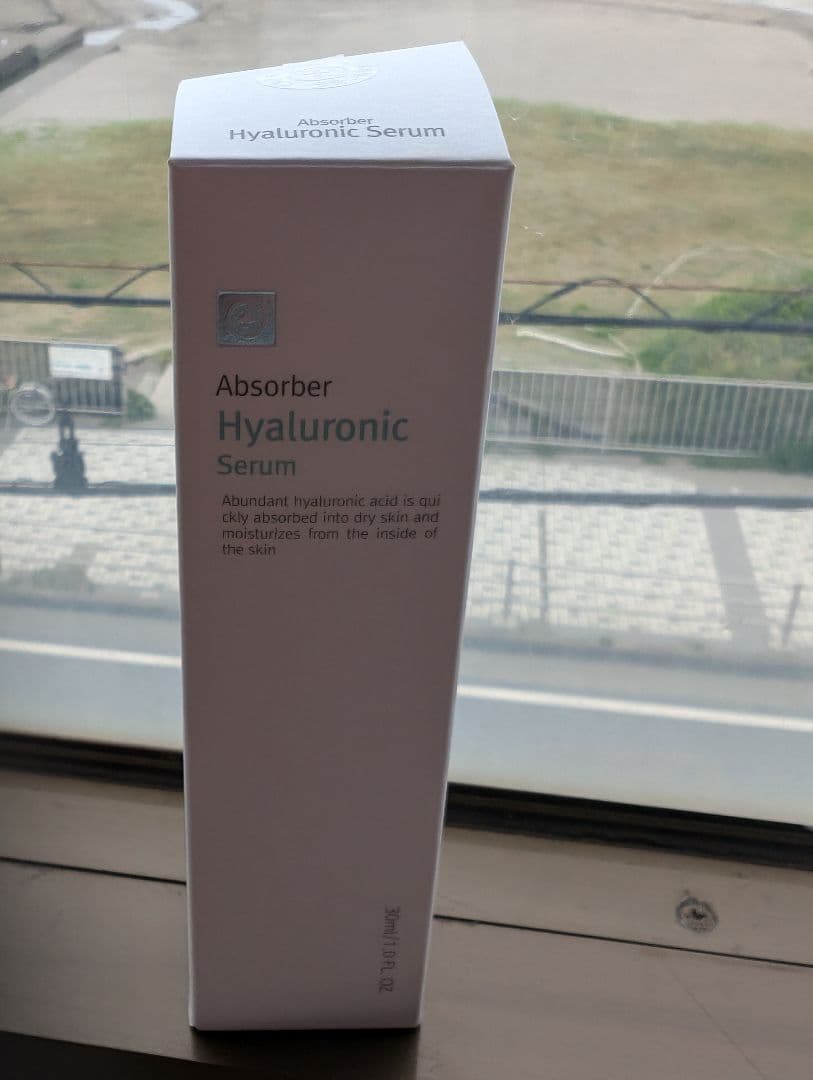 Absorber
Hyaluronic Serum
Absorber
Hyaluronic
Serum
Abundant hyaluronic acid is qui
ckly absorbed into dry skin and
moisturizes from the inside of
the skin
30ml/1.0 FL. OZ